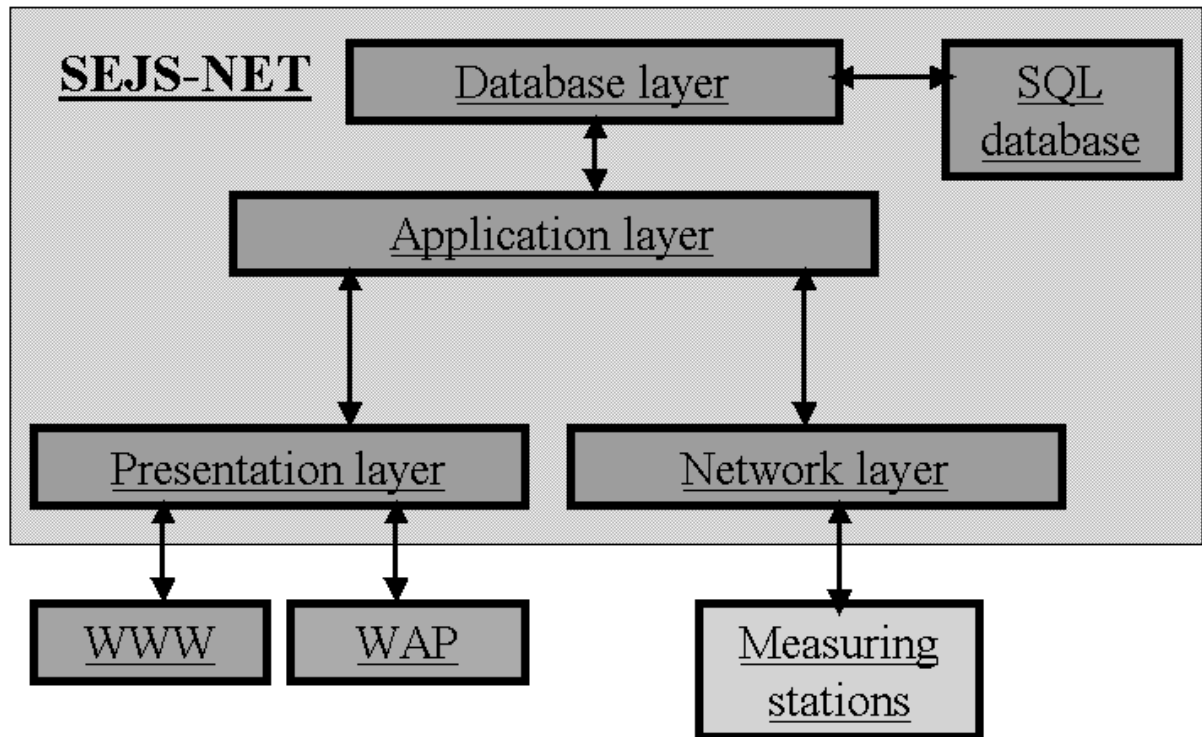 SEJS-NET
Database layer
SQL
database
Application layer
Presentation layer
Network layer
WWW
WAP
Measuring
stations